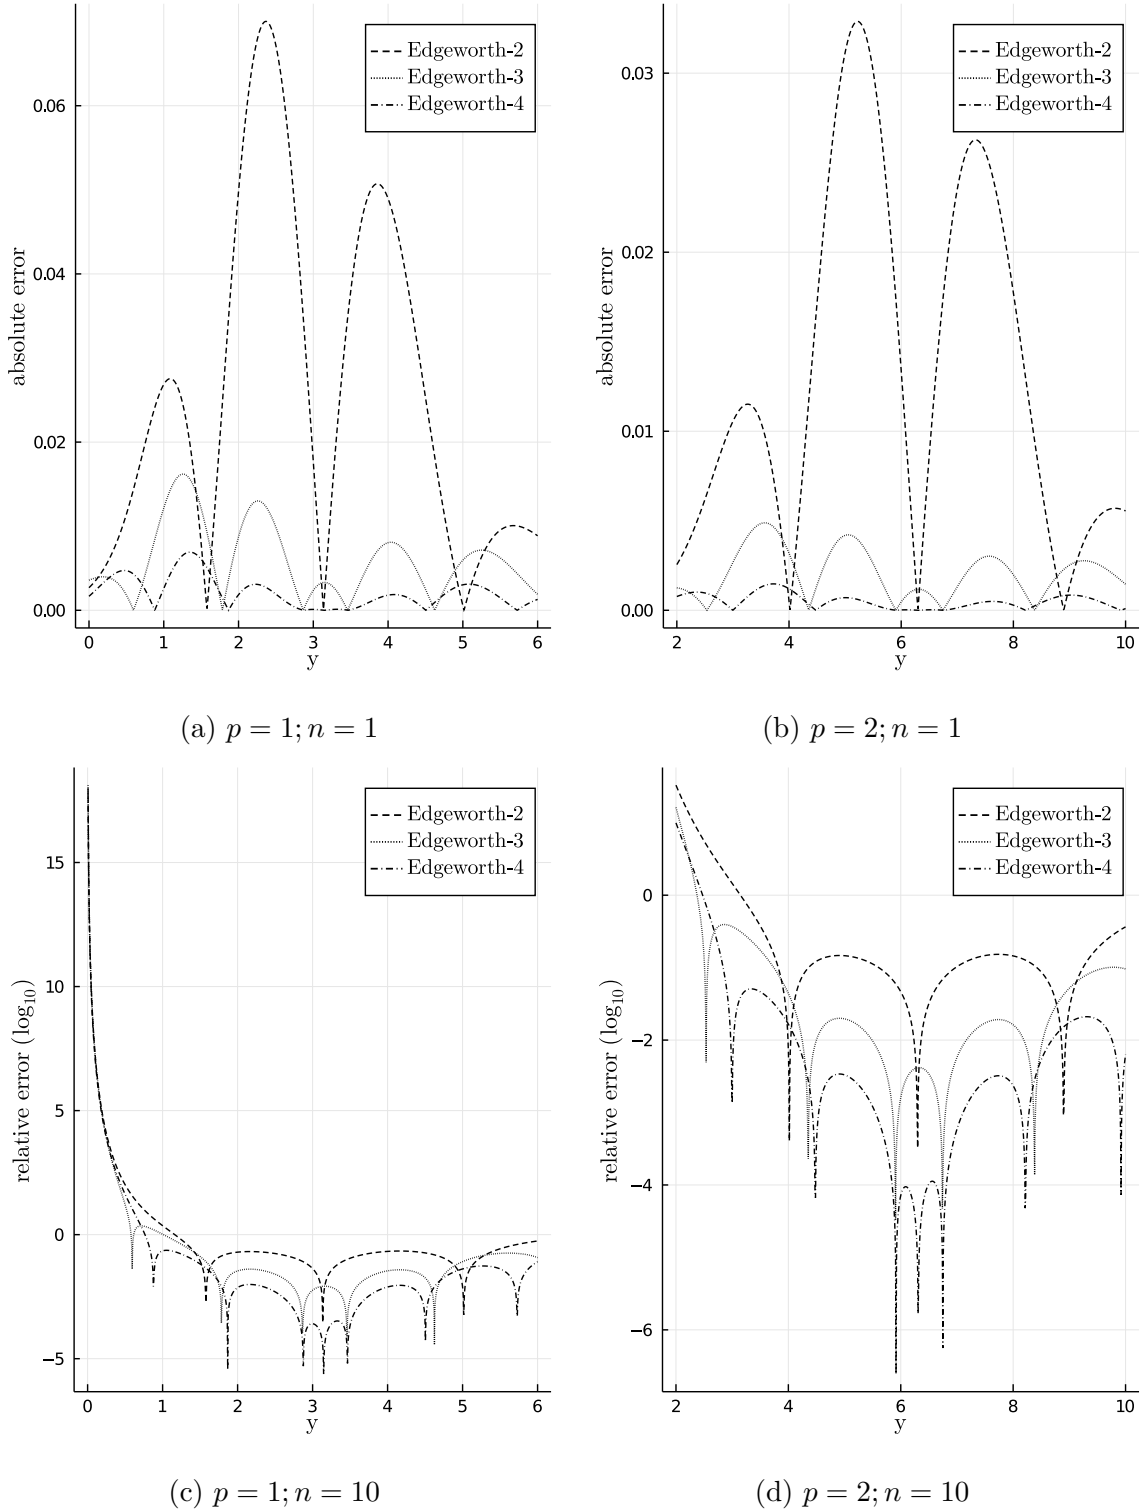 Edgeworth-2
Edgeworth-3
Edgeworth-4
absolute error
0.06
0.04
0.02
0.00
0 1 2 3 4 5 6
y
(a) p = 1; n = 1
Edgeworth-2
Edgeworth-3
Edgeworth-4
absolute error
0.03
0.02
0.01
0.00
2 4 6 8 10
y
(b) p = 2; n = 1
Edgeworth-2
Edgeworth-3
Edgeworth-4
relative error (log₁₀)
15
10
5
0
−5
0 1 2 3 4 5 6
y
(c) p = 1; n = 10
Edgeworth-2
Edgeworth-3
Edgeworth-4
relative error (log₁₀)
0
−2
−4
−6
2 4 6 8 10
y
(d) p = 2; n = 10